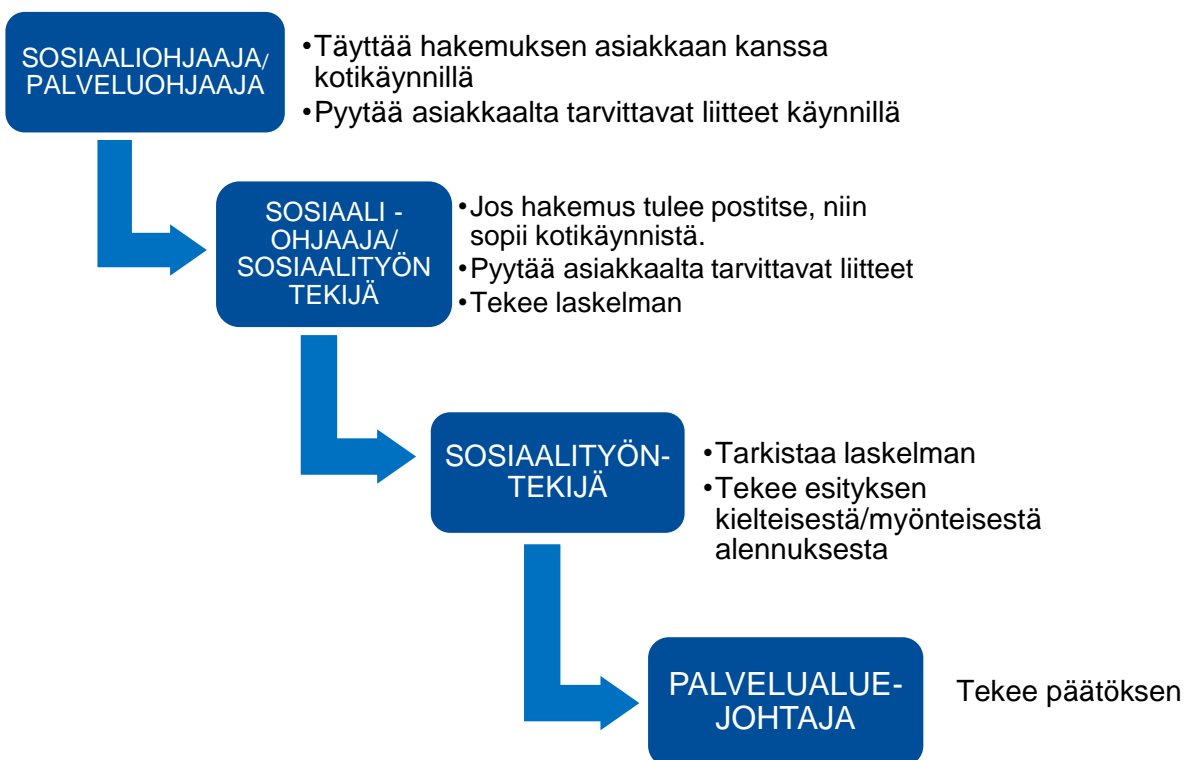 SOSIAALIOHJAAJA/
PALVELUOHJAAJA
•Täyttää hakemuksen asiakkaan kanssa
kotikäynnillä
•Pyytää asiakkaalta tarvittavat liitteet käynnillä
SOSIAALI -
OHJAAJA/
SOSIAALITYÖN
TEKIJÄ
•Jos hakemus tulee postitse, niin
sopii kotikäynnistä.
•Pyytää asiakkaalta tarvittavat liitteet
•Tekee laskelman
SOSIAALITYÖN-
TEKIJÄ
•Tarkistaa laskelman
•Tekee esityksen
kielteisestä/myönteisestä
alennuksesta
PALVELUALUE-
JOHTAJA
Tekee päätöksen